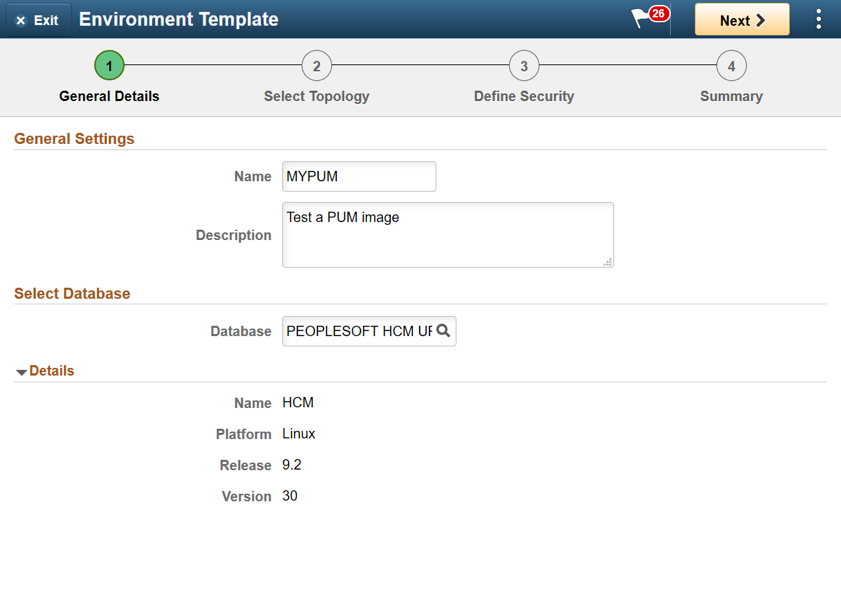 × Exit Environment Template 26 Next
1 2 3 4
General Details Select Topology Define Security Summary
General Settings
Name MYPUM
Description Test a PUM image
Select Database
Database PEOPLESOFT HCM
Details
Name HCM
Platform Linux
Release 9.2
Version 30